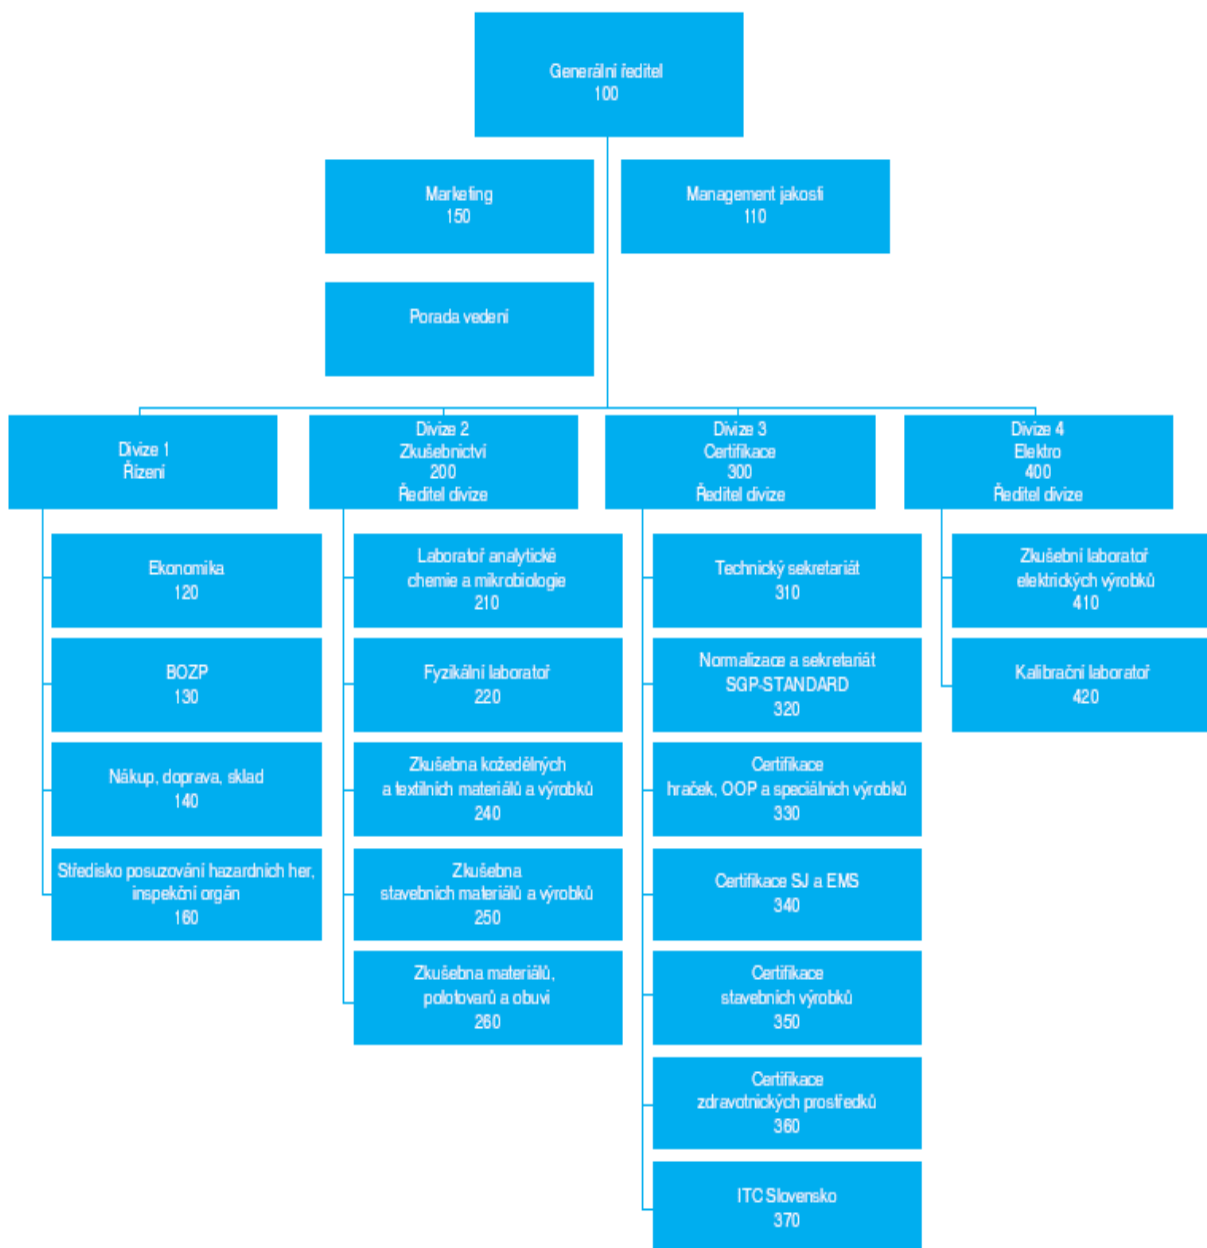 Generální ředitel
100
Marketing
150
Management jakosti
110
Porada vedení
Divize 1
Řízení
Divize 2
Zkušebnictví
200
Ředitel divize
Divize 3
Certifikace
300
Ředitel divize
Divize 4
Elektro
400
Ředitel divize
Ekonomika
120
BOZP
130
Nákup, doprava, sklad
140
Středisko posuzování hazardních her,
inspekční orgán
160
Laboratoř analytické
chemie a mikrobiologie
210
Fyzikální laboratoř
220
Zkušebna kožedělných
a textilních materiálů a výrobků
240
Zkušebna
stavebních materiálů a výrobků
250
Zkušebna materiálů,
polotovarů a obuvi
260
Technický sekretariát
310
Normalizace a sekretariát
SGP-STANDARD
320
Certifikace
hraček, OOP a speciálních výrobků
330
Certifikace SJ a EMS
340
Certifikace
stavebních výrobků
350
Certifikace
zdravotnických prostředků
360
ITC Slovensko
370
Zkušební laboratoř
elektrických výrobků
410
Kalibrační laboratoř
420